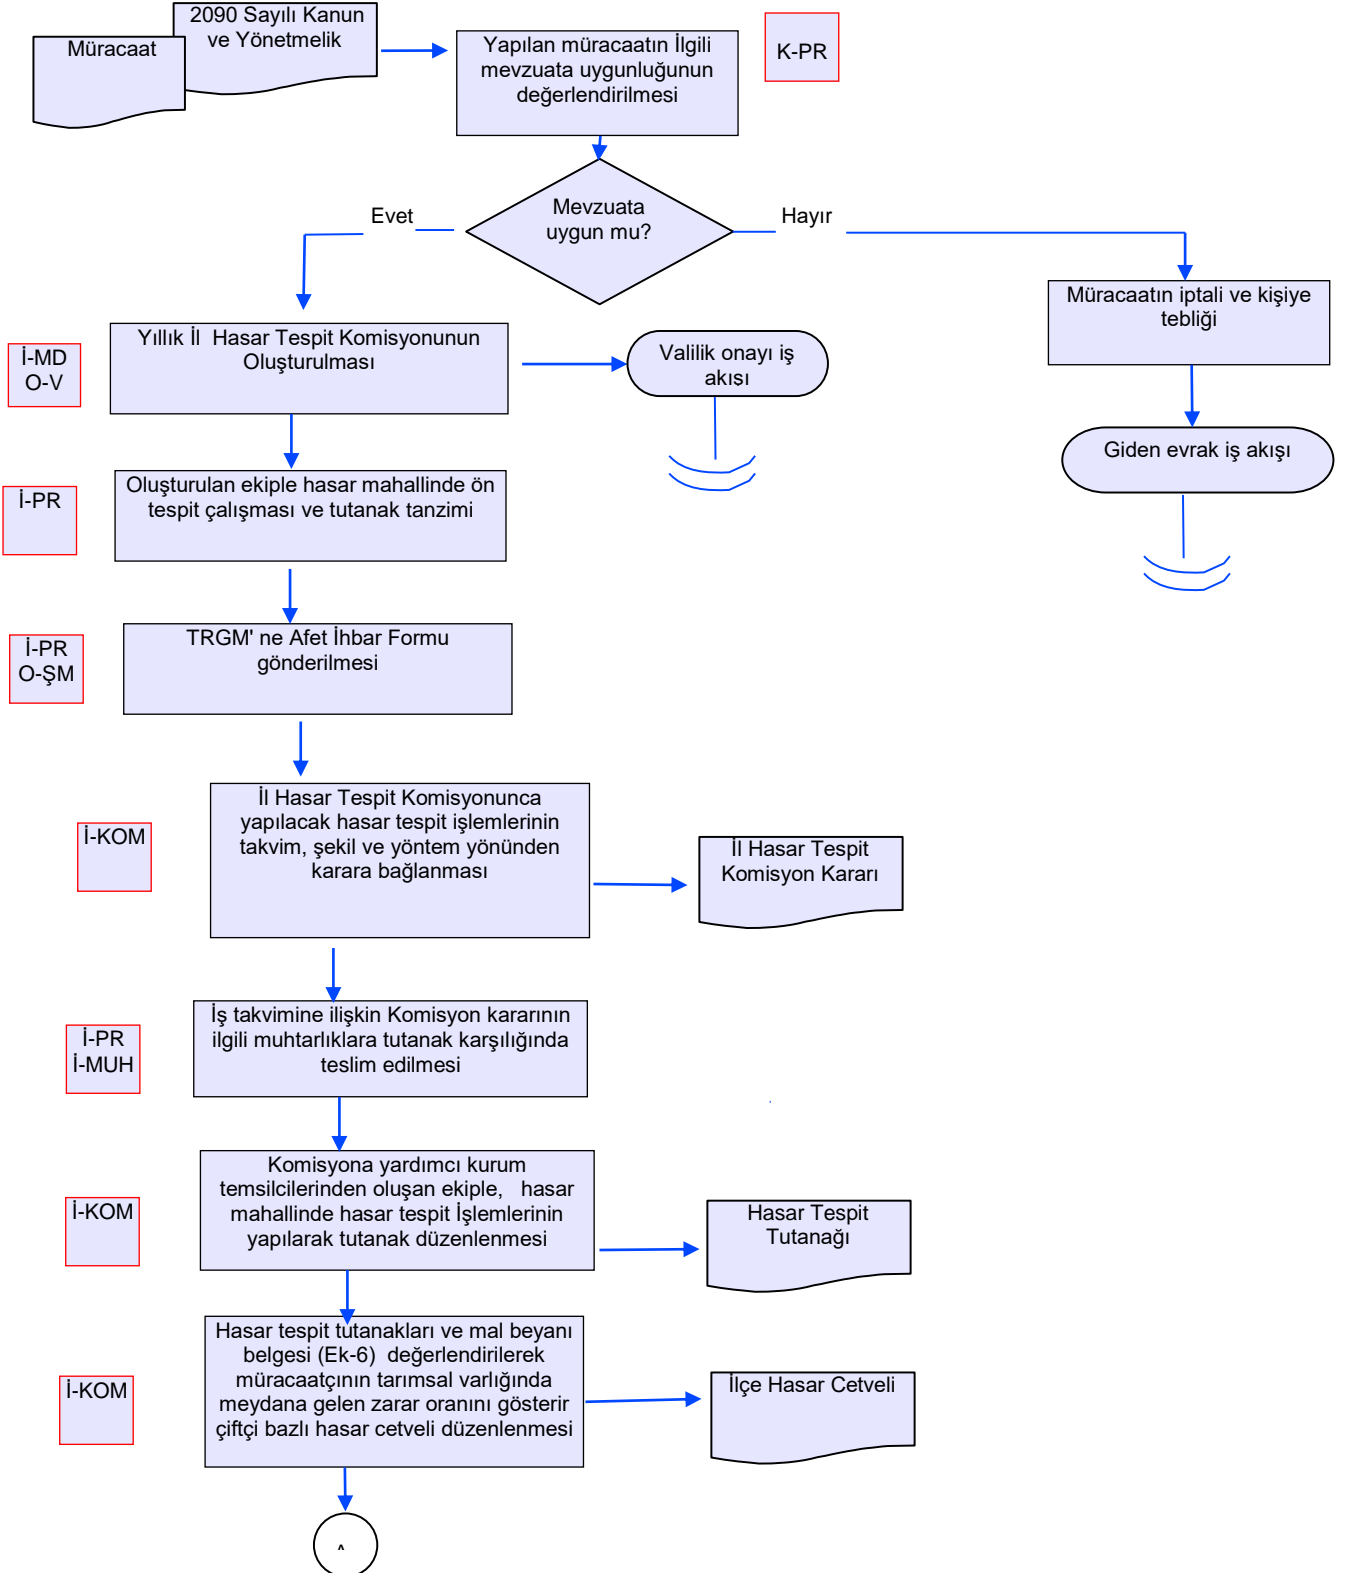 2090 Sayılı Kanun
ve Yönetmelik
Müracaat
Yapılan müracaatın İlgili
mevzuata uygunluğunun
değerlendirilmesi
K-PR
Mevzuata
uygun mu?
Evet
Hayır
Müracaatın iptali ve kişiye
tebliği
Giden evrak iş akışı
Yıllık İl  Hasar Tespit Komisyonunun
Oluşturulması
İ-MD
O-V
Valilik onayı iş
akısı
Oluşturulan ekiple hasar mahallinde ön
tespit çalışması ve tutanak tanzimi
İ-PR
TRGM' ne Afet İhbar Formu
gönderilmesi
İ-PR
O-ŞM
İl Hasar Tespit Komisyonunca
yapılacak hasar tespit işlemlerinin
takvim, şekil ve yöntem yönünden
karara bağlanması
İ-KOM
İl Hasar Tespit
Komisyon Kararı
İş takvimine ilişkin Komisyon kararının
ilgili muhtarlıklara tutanak karşılığında
teslim edilmesi
İ-PR
İ-MUH
Komisyona yardımcı kurum
temsilcilerinden oluşan ekiple,   hasar
mahallinde hasar tespit İşlemlerinin
yapılarak tutanak düzenlenmesi
İ-KOM
Hasar Tespit
Tutanağı
Hasar tespit tutanakları ve mal beyanı
belgesi (Ek-6)  değerlendirilerek
müracaatçının tarımsal varlığında
meydana gelen zarar oranını gösterir
çiftçi bazlı hasar cetveli düzenlenmesi
İ-KOM
İlçe Hasar Cetveli